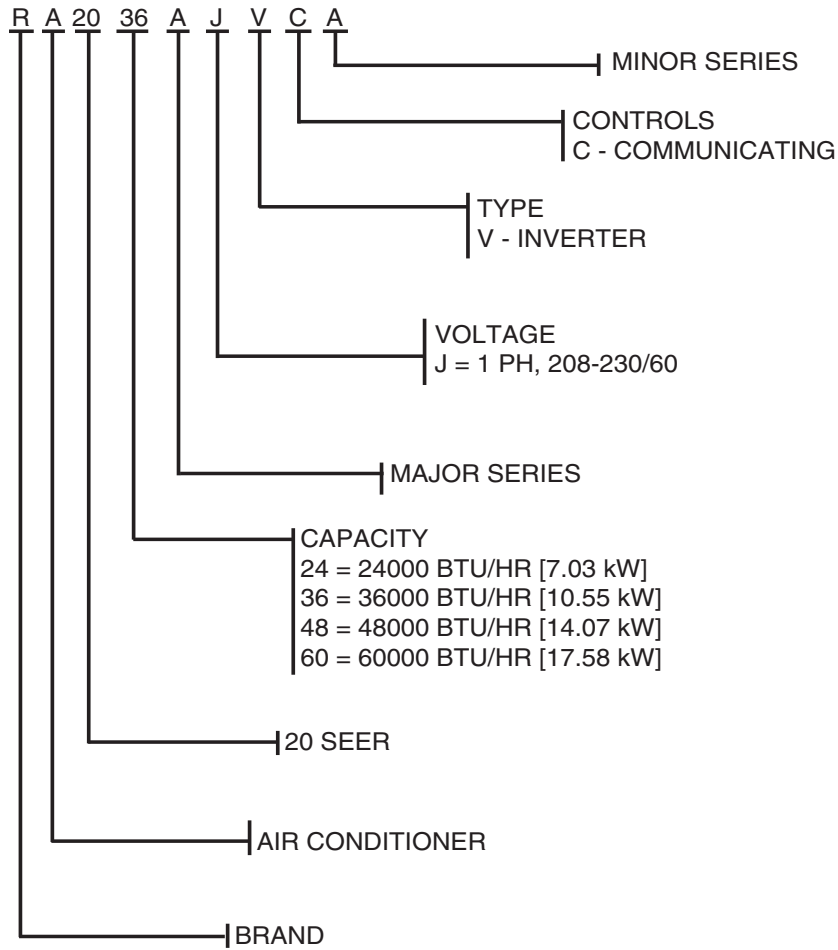 R A 20 36 A J V C A
MINOR SERIES
CONTROLS
C - COMMUNICATING
TYPE
V - INVERTER
VOLTAGE
J = 1 PH, 208-230/60
MAJOR SERIES
CAPACITY
24 = 24000 BTU/HR [7.03 kW]
36 = 36000 BTU/HR [10.55 kW]
48 = 48000 BTU/HR [14.07 kW]
60 = 60000 BTU/HR [17.58 kW]
20 SEER
AIR CONDITIONER
BRAND